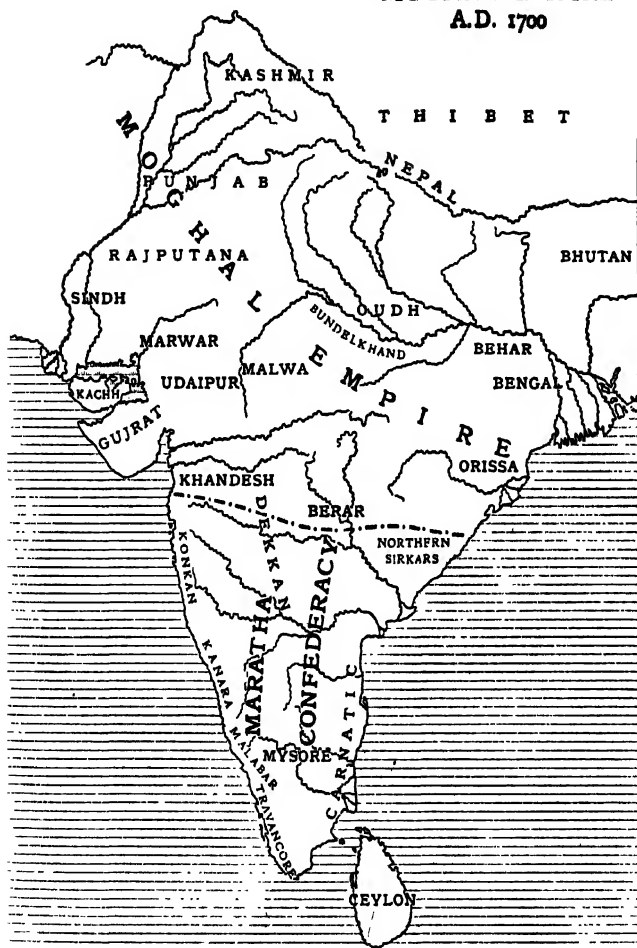 A.D. 1700
KASHMIR
THIBET
MOGHAL EMPIRE
PUNJAB
NEPAL
RAJPUTANA
BHUTAN
SINDH
OUDH
BUNDELKHAND
MARWAR
BEHAR
MALWA
UDAIPUR
BENGAL
KACHH
GUJRAT
ORISSA
KHANDESH
BERAR
DEKKAN
NORTHERN
SIRKARS
KONKAN
MARATHA
CONFEDERACY
KANARA
CARNATIC
MALABAR
MYSORE
TRAVANCORE
CEYLON